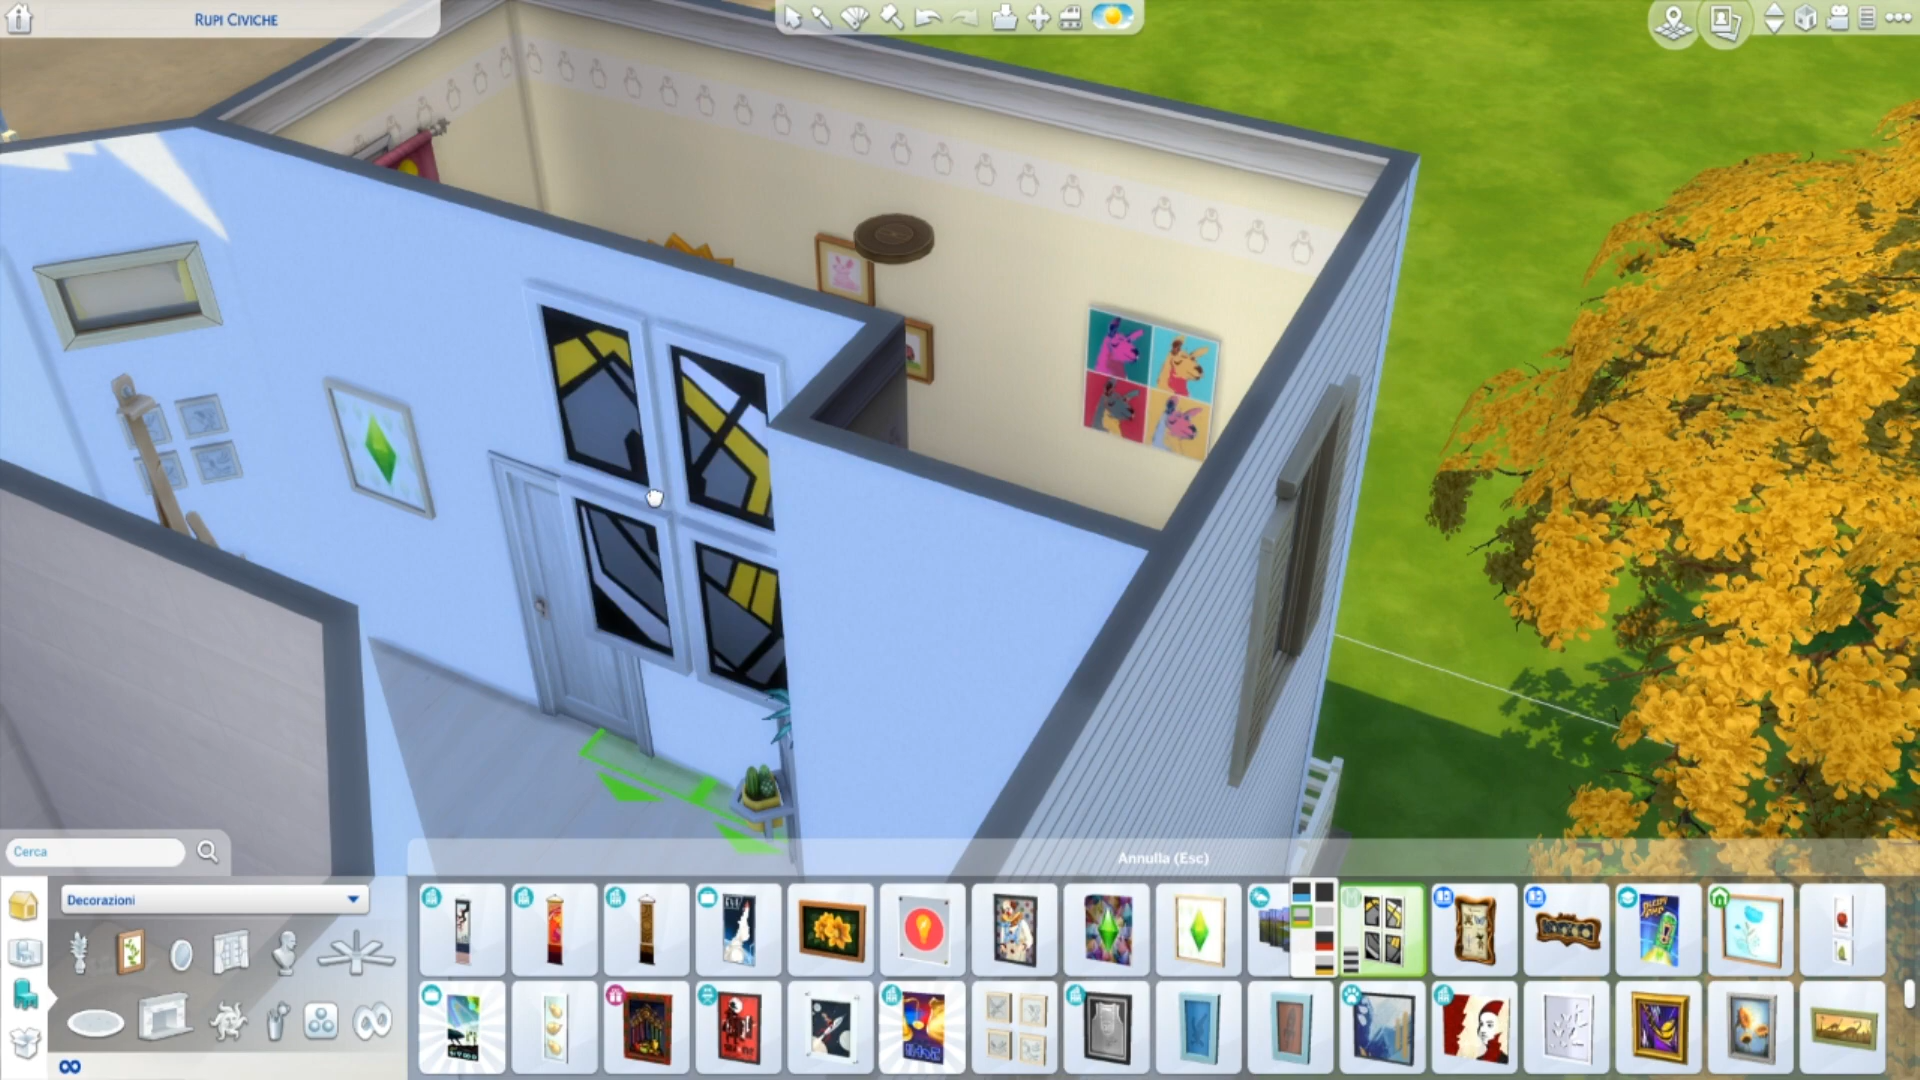 Rupi Civiche
Cerca
Annulla (Esc)
Decorazioni